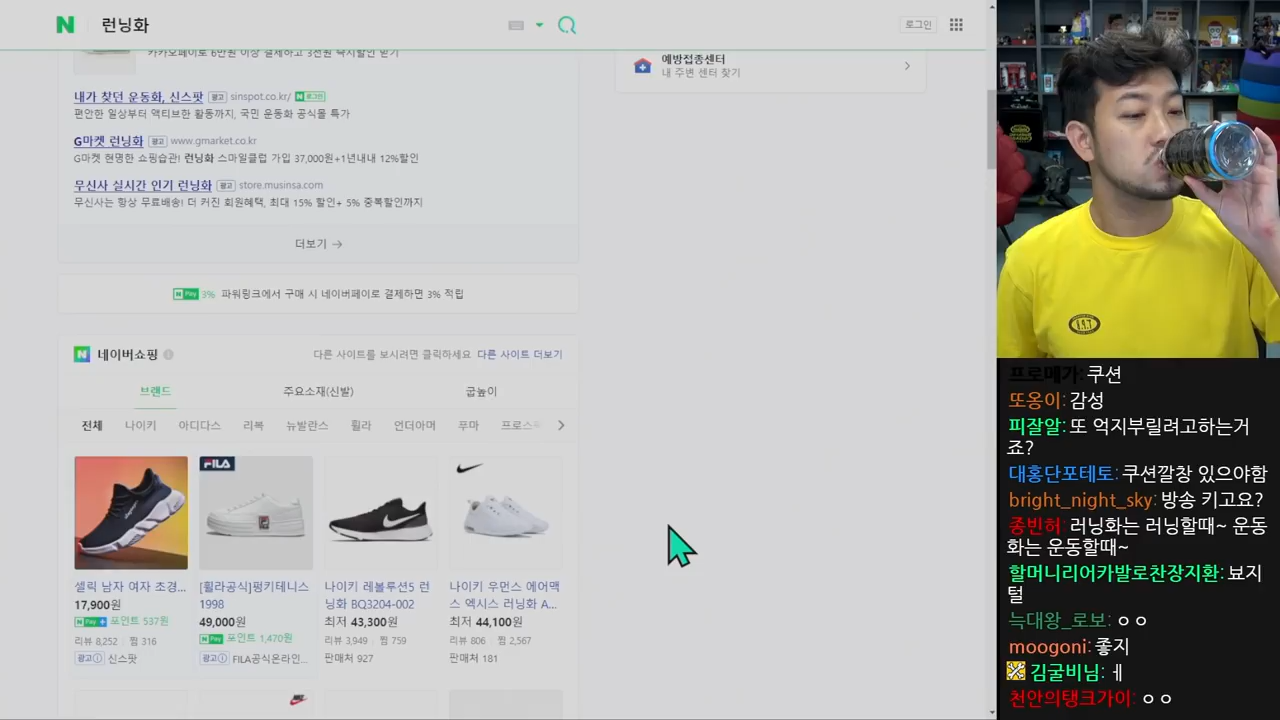 N 런닝화
로그인
카카오페이로 6만원 이상 결제하고 3천원 즉시할인 받기
예방접종센터
내 주변 센터 찾기
내가 찾던 운동화, 신스팟 광고 sinspot.co.kr/ N 로그인
편안한 일상부터 액티브한 활동까지, 국민 운동화 공식몰 특가
G마켓 런닝화 광고 www.gmarket.co.kr
G마켓 현명한 쇼핑습관! 런닝화 스마일클럽 가입 37,000원+1년내내 12%할인
무신사 실시간 인기 런닝화 광고 store.musinsa.com
무신사는 항상 무료배송! 더 커진 회원혜택, 최대 15% 할인+ 5% 중복할인까지
더보기 →
N Pay 3% 파워링크에서 구매 시 네이버페이로 결제하면 3% 적립
N 네이버쇼핑
다른 사이트를 보시려면 클릭하세요 다른 사이트 더보기
브랜드 주요소재(신발) 굽높이
전체 나이키 아디다스 리복 뉴발란스 휠라 언더아머 푸마 프로스
FILA
셀릭 남자 여자 초경...
17,900원
N Pay + 포인트 537원
리뷰 8,252 찜 316
광고 신스팟
[휠라공식]펑키테니스
1998
49,000원
N Pay 포인트 1,470원
광고 FILA공식온라인...
나이키 레볼루션5 런
닝화 BQ3204-002
최저 43,300원
리뷰 3,949 찜 759
판매처 927
나이키 우먼스 에어맥
스 엑시스 러닝화 A...
최저 44,100원
리뷰 806 찜 2,567
판매처 181
프로메가: 쿠션
또옹이: 감성
피잘알: 또 억지부릴려고하는거
죠?
대홍단포테토: 쿠션깔창 있으야함
bright_night_sky: 방송 키고요?
종빈허: 러닝화는 러닝할때~ 운동
화는 운동할때~
할머니리어카발로찬장지환: 뵤지
털
늑대왕_로보: ㅇㅇ
moogoni: 좋지
김굴비님: ㅔ
천안의탱크가이: ㅇㅇ